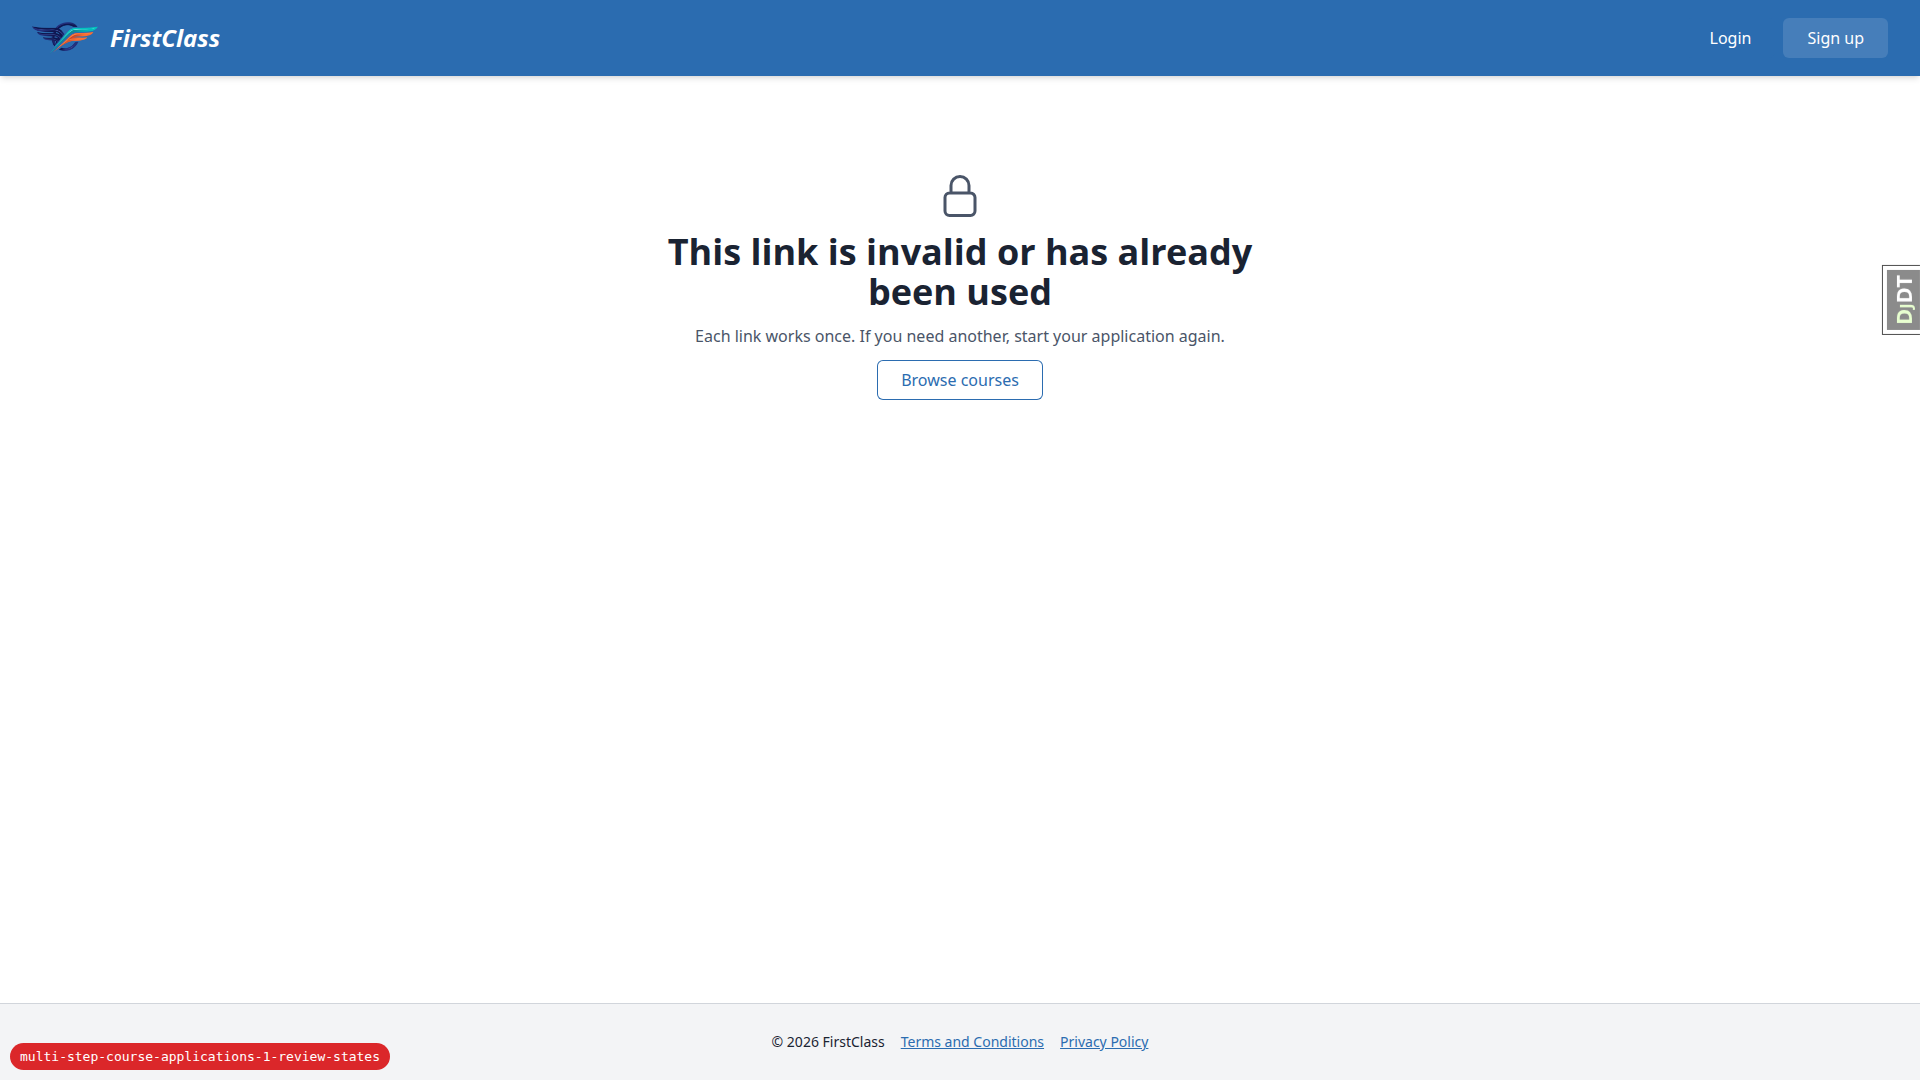 FirstClass
Login
Sign up
This link is invalid or has already
been used
Each link works once. If you need another, start your application again.
Browse courses
DJDT
© 2026 FirstClass Terms and Conditions Privacy Policy
multi-step-course-applications-1-review-states